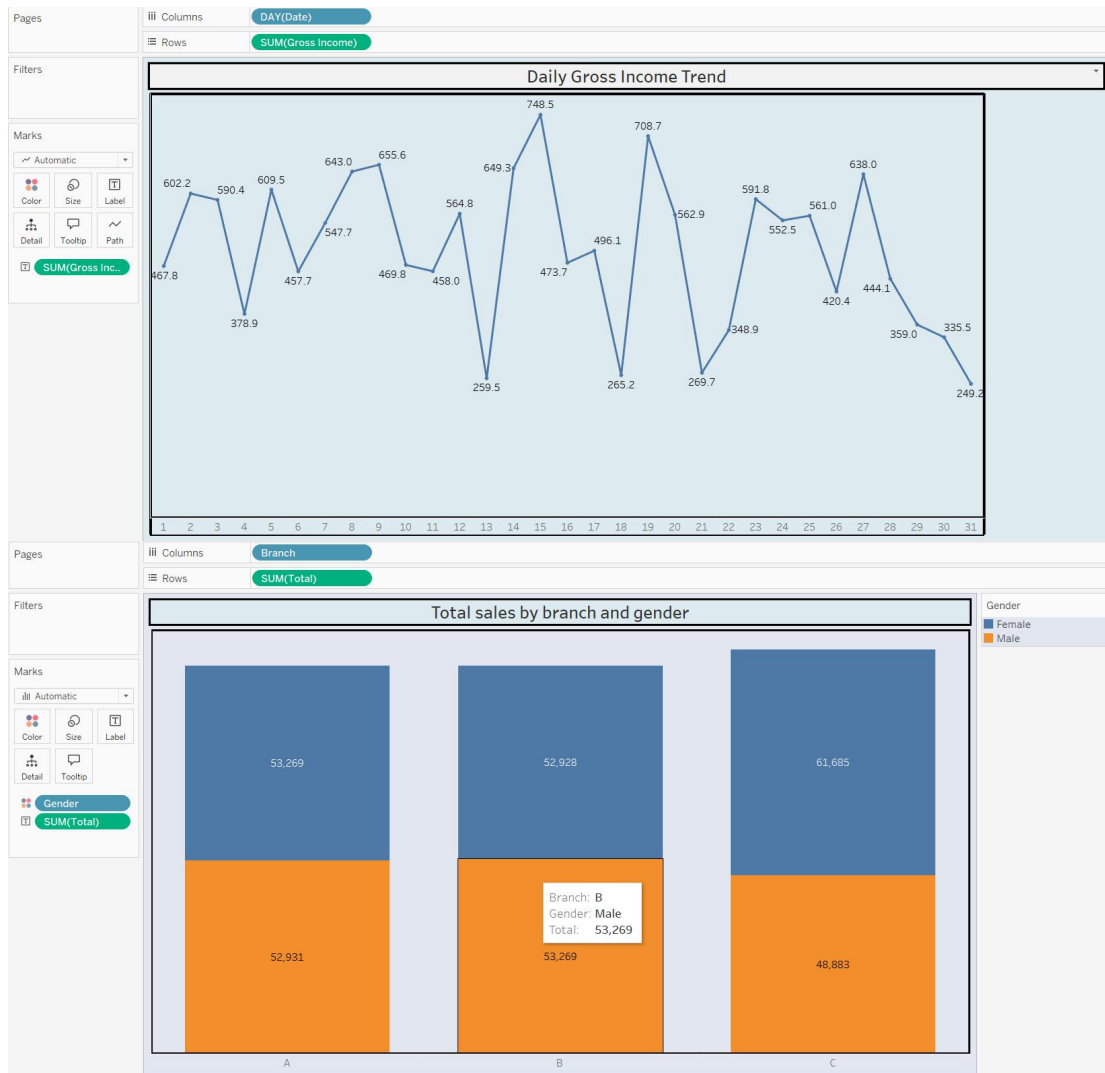 Pages
iii Columns DAY(Date)
Rows SUM(Gross Income)
Filters
Daily Gross Income Trend
Marks
Automatic
Color Size Label
Detail Tooltip Path
SUM(Gross Inc..
467.8 602.2 590.4 378.9 609.5 457.7 547.7 643.0 655.6 469.8 458.0 564.8 259.5 649.3 748.5 473.7 496.1 265.2 708.7 562.9 269.7 348.9 591.8 552.5 561.0 420.4 638.0 444.1 359.0 335.5 249.2
1 2 3 4 5 6 7 8 9 10 11 12 13 14 15 16 17 18 19 20 21 22 23 24 25 26 27 28 29 30 31
Pages
iii Columns Branch
Rows SUM(Total)
Filters
Total sales by branch and gender
Gender
Female
Male
Marks
Automatic
Color Size Label
Detail Tooltip
Gender
SUM(Total)
53,269 52,928 61,685
Branch: B
Gender: Male
Total: 53,269
52,931 53,269 48,883
A B C